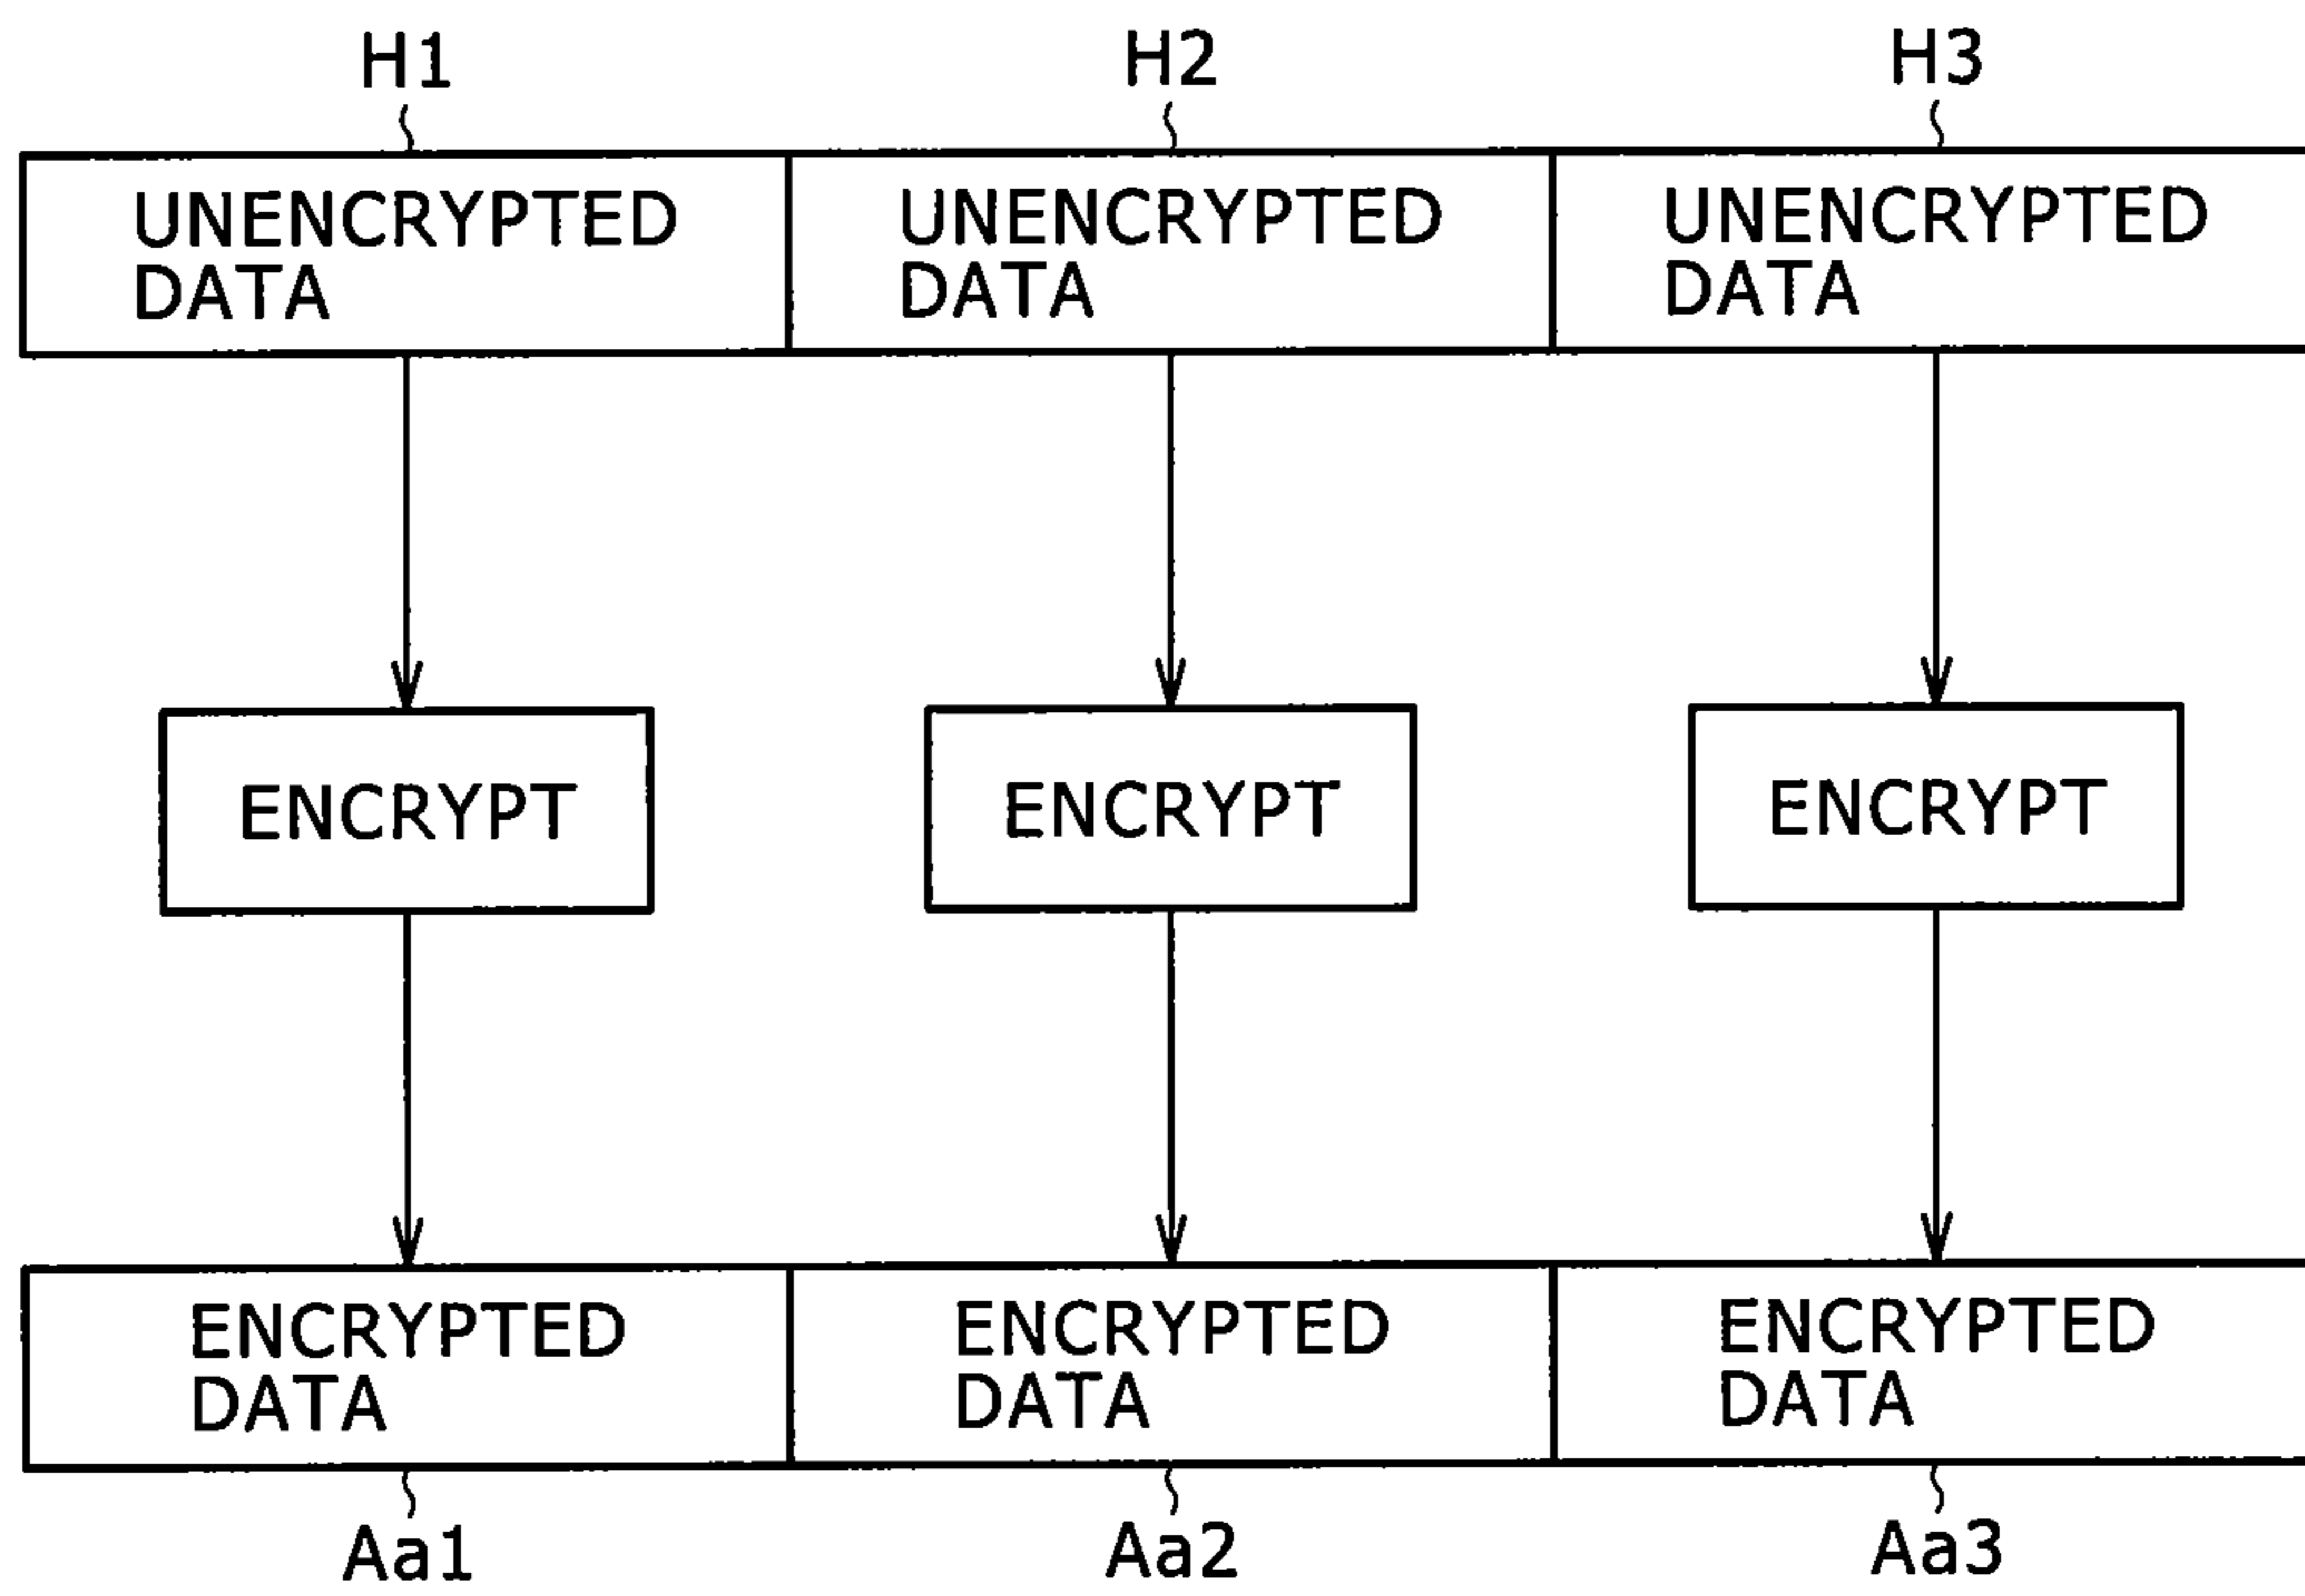 H1 H2 H3
UNENCRYPTED UNENCRYPTED UNENCRYPTED
DATA DATA DATA
ENCRYPT ENCRYPT ENCRYPT
ENCRYPTED ENCRYPTED ENCRYPTED
DATA DATA DATA
Aa1 Aa2 Aa3